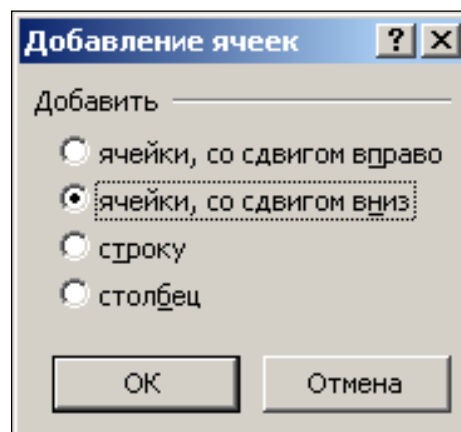 Добавление ячеек ? ×
Добавить
ячейки, со сдвигом вправо
ячейки, со сдвигом вниз
строку
столбец
ОК Отмена